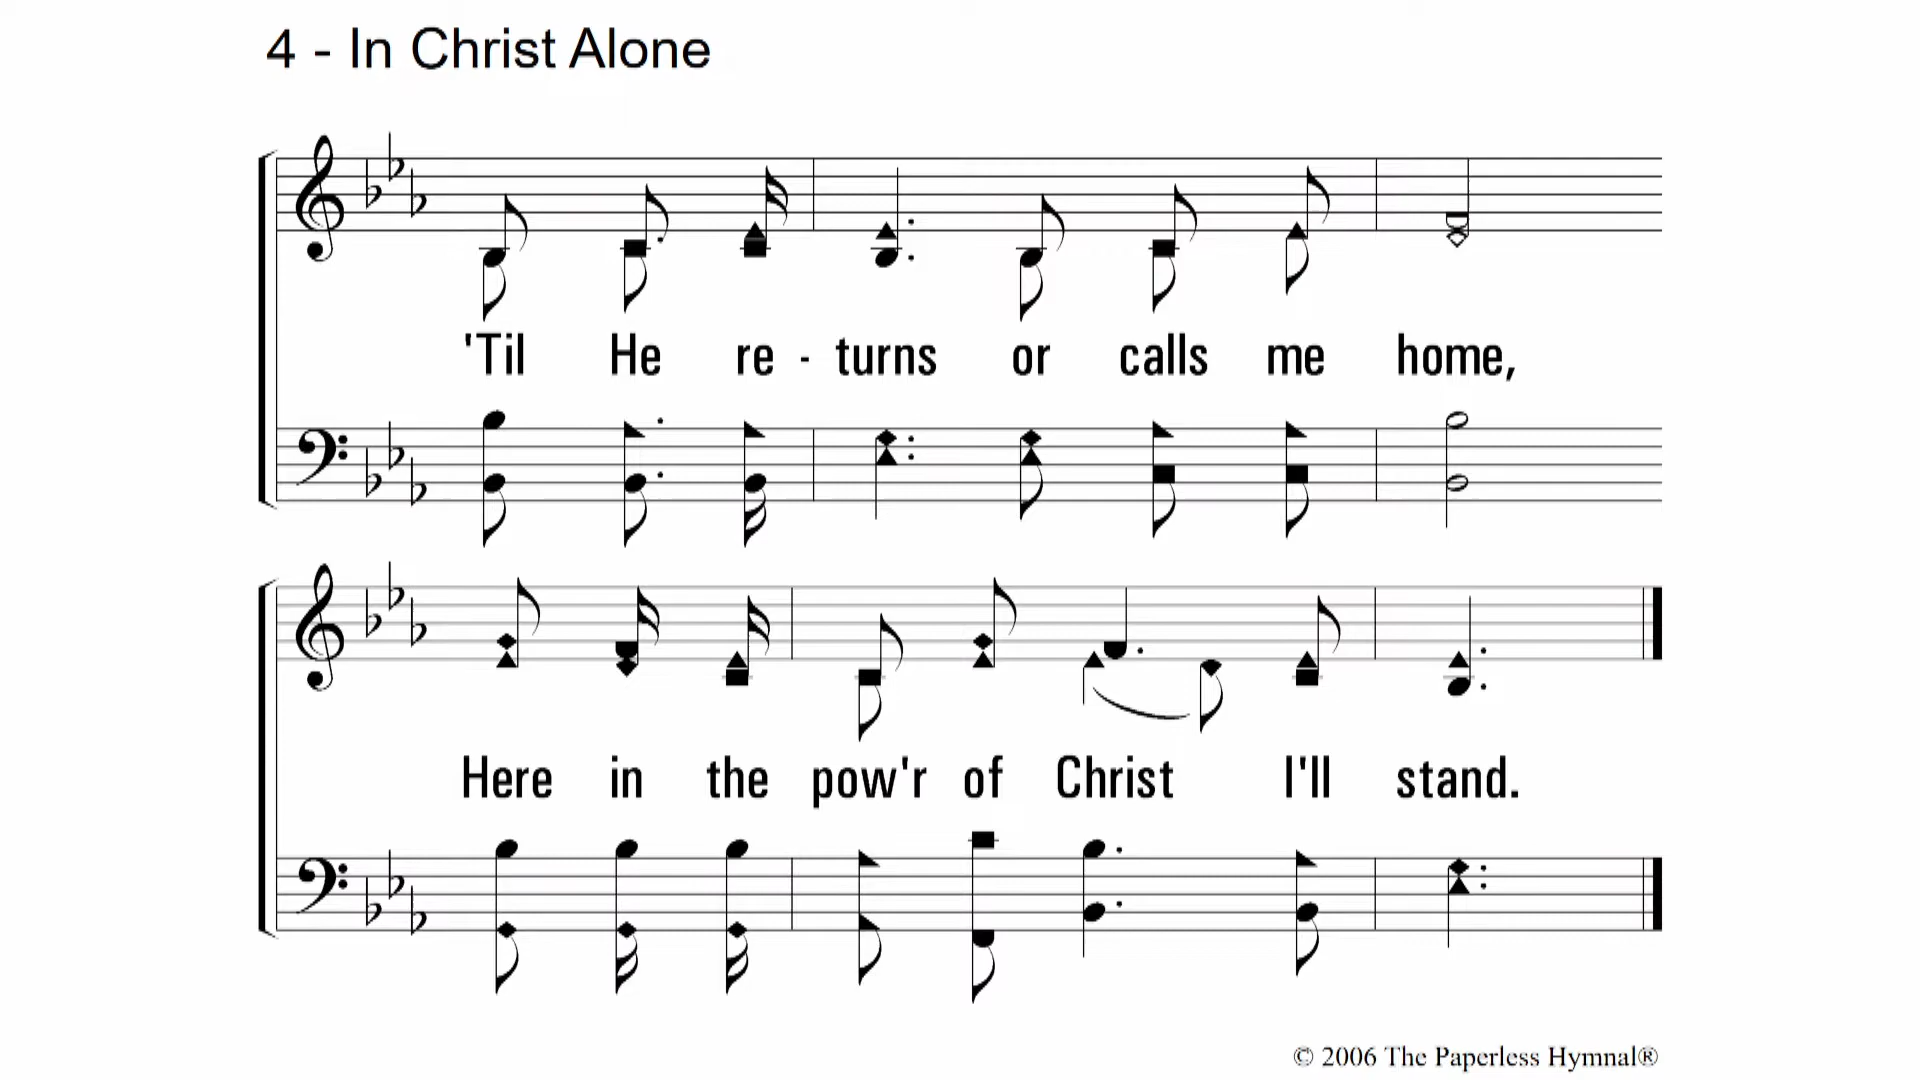 4 - In Christ Alone
'Til He re - turns or calls me home,
Here in the pow'r of Christ I'll stand.
© 2006 The Paperless Hymnal®